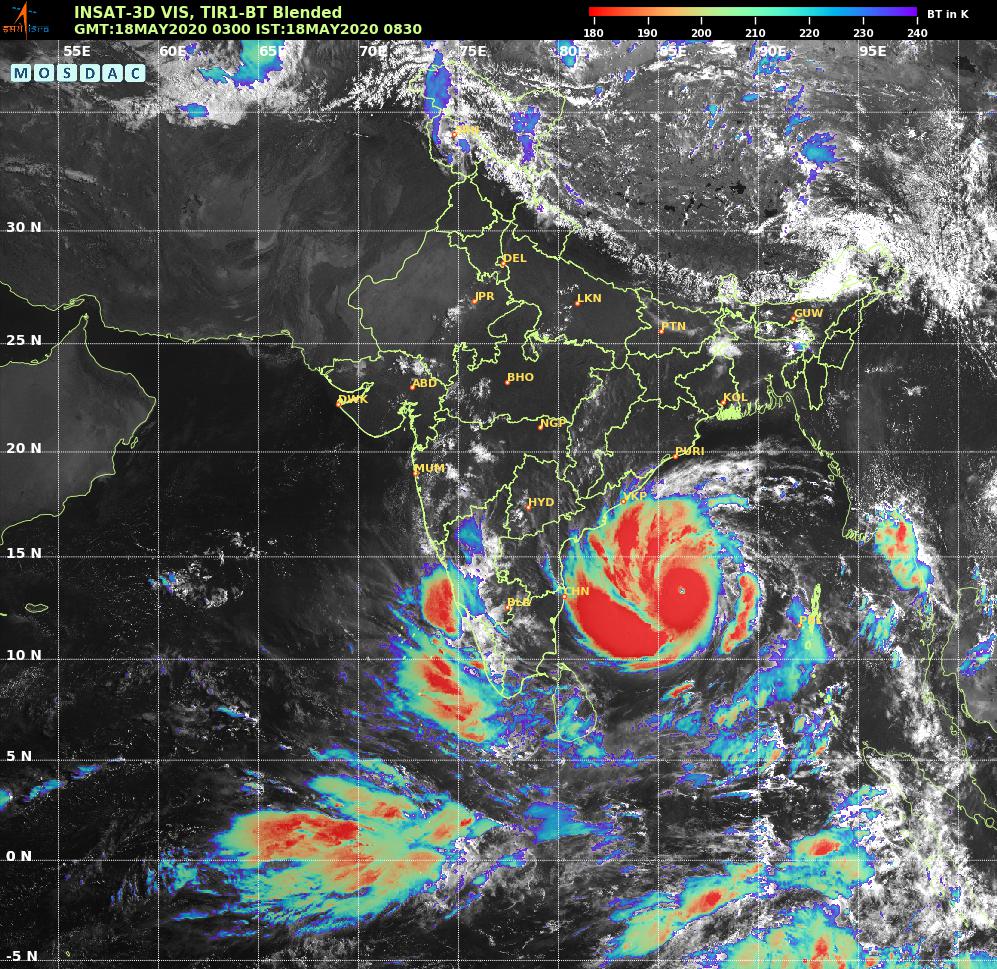 INSAT-3D VIS, TIR1-BT Blended
GMT:18MAY2020 0300 IST:18MAY2020 0830
BT in K
180 190 200 210 220 230 240
55E 60E 65E 70E 75E 80E 85E 90E 95E
MOSDAC
30 N
DEL
JPR
LKN
GUW
PTN
25 N
BHO
ABD
DWK
KOL
NGP
20 N
PURI
MUM
VKP
HYD
15 N
CHN
BLR
10 N
5 N
0 N
-5 N